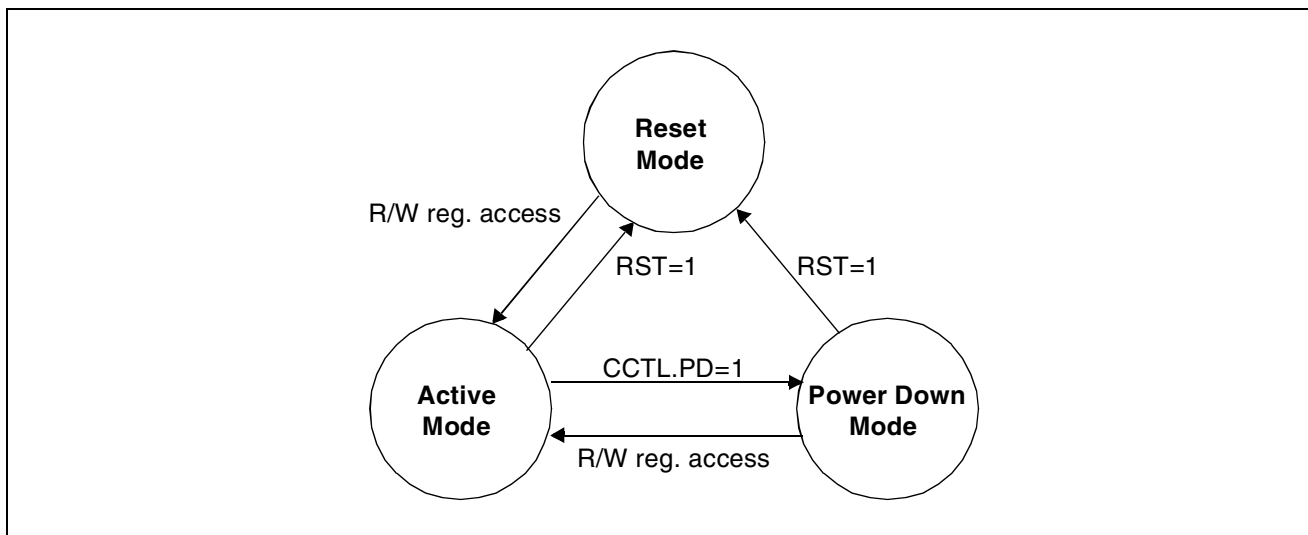 Reset
Mode
R/W reg. access
RST=1
RST=1
CCTL.PD=1
Active
Mode
Power Down
Mode
R/W reg. access